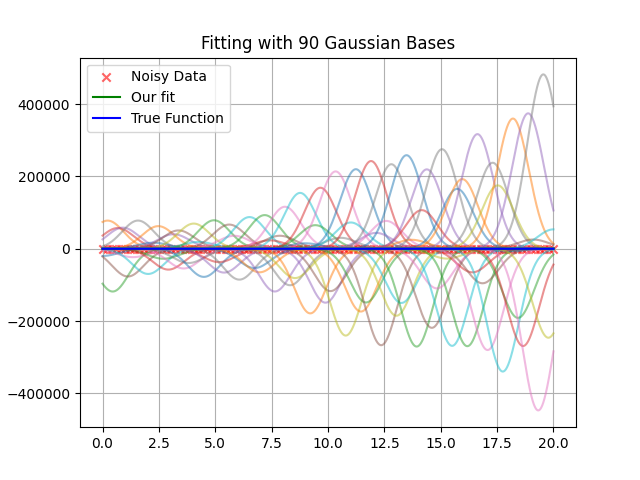 Fitting with 90 Gaussian Bases
Noisy Data
Our fit
True Function
400000
200000
0
−200000
−400000
0.0 2.5 5.0 7.5 10.0 12.5 15.0 17.5 20.0